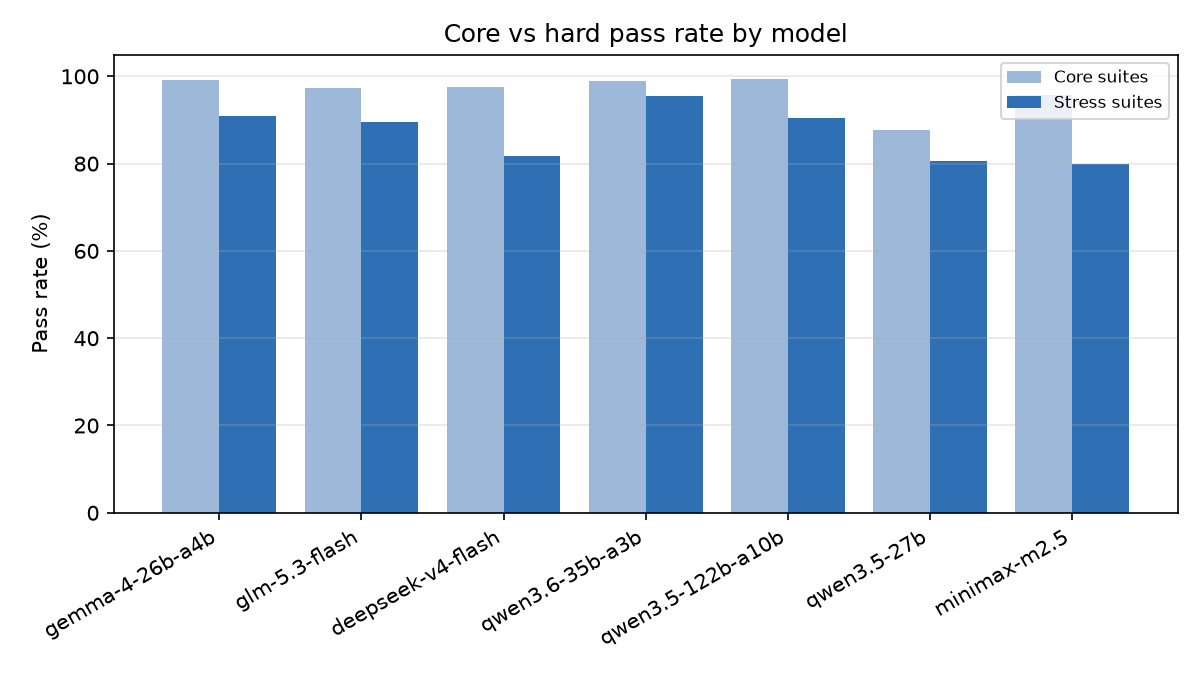 Core vs hard pass rate by model
Core suites
Stress suites
Pass rate (%)
100
80
60
40
20
0
gemma-4-26b-a4b
glm-5.3-flash
deepseek-v4-flash
qwen3.6-35b-a3b
qwen3.5-122b-a10b
qwen3.5-27b
minimax-m2.5